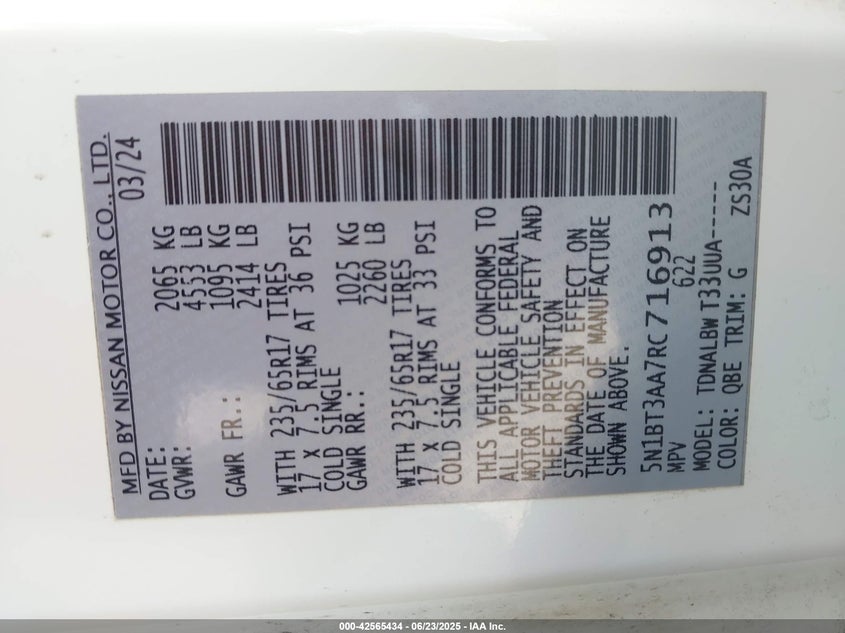 MFD BY NISSAN MOTOR CO., LTD.
DATE: 03/24
GVWR: 2065 KG
4553 LB
GAWR FR.: 1095 KG
2414 LB
WITH 235/65R17 TIRES
17 X 7.5 RIMS AT 36 PSI
COLD SINGLE
GAWR RR.: 1025 KG
2260 LB
WITH 235/65R17 TIRES
17 X 7.5 RIMS AT 33 PSI
COLD SINGLE
THIS VEHICLE CONFORMS TO
ALL APPLICABLE FEDERAL
MOTOR VEHICLE SAFETY AND
THEFT PREVENTION
STANDARDS IN EFFECT ON
THE DATE OF MANUFACTURE
SHOWN ABOVE.
5N1BT3AA7RC716913
MPV 622
MODEL: TDNALBW T33UUA------
COLOR: QBE TRIM: G ZS30A
000-42565434 - 06/23/2025 - IAA Inc.